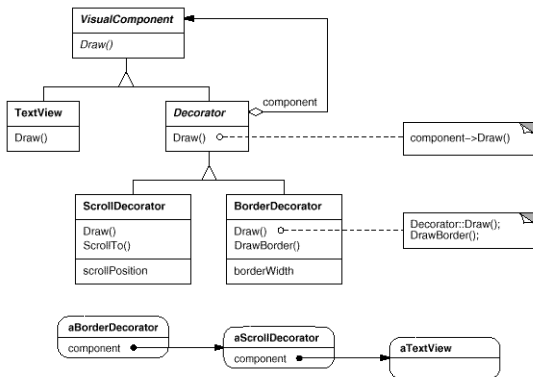 VisualComponent
Draw()
component
TextView
Draw()
Decorator
Draw()
component->Draw()
ScrollDecorator
Draw()
ScrollTo()
scrollPosition
BorderDecorator
Draw()
DrawBorder()
borderWidth
Decorator::Draw();
DrawBorder();
aBorderDecorator
component
aScrollDecorator
component
aTextView